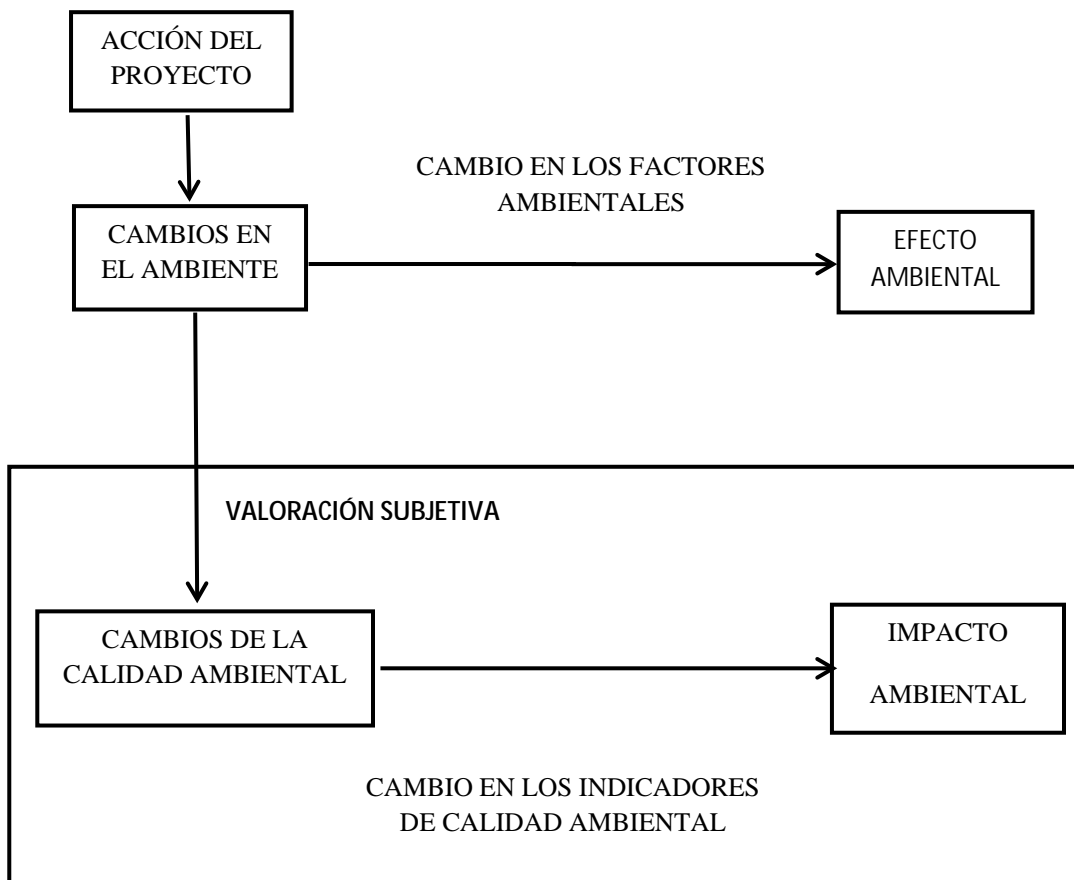 ACCIÓN DEL
PROYECTO
CAMBIO EN LOS FACTORES
AMBIENTALES
CAMBIOS EN
EL AMBIENTE
EFECTO
AMBIENTAL
VALORACIÓN SUBJETIVA
CAMBIOS DE LA
CALIDAD AMBIENTAL
IMPACTO
AMBIENTAL
CAMBIO EN LOS INDICADORES
DE CALIDAD AMBIENTAL